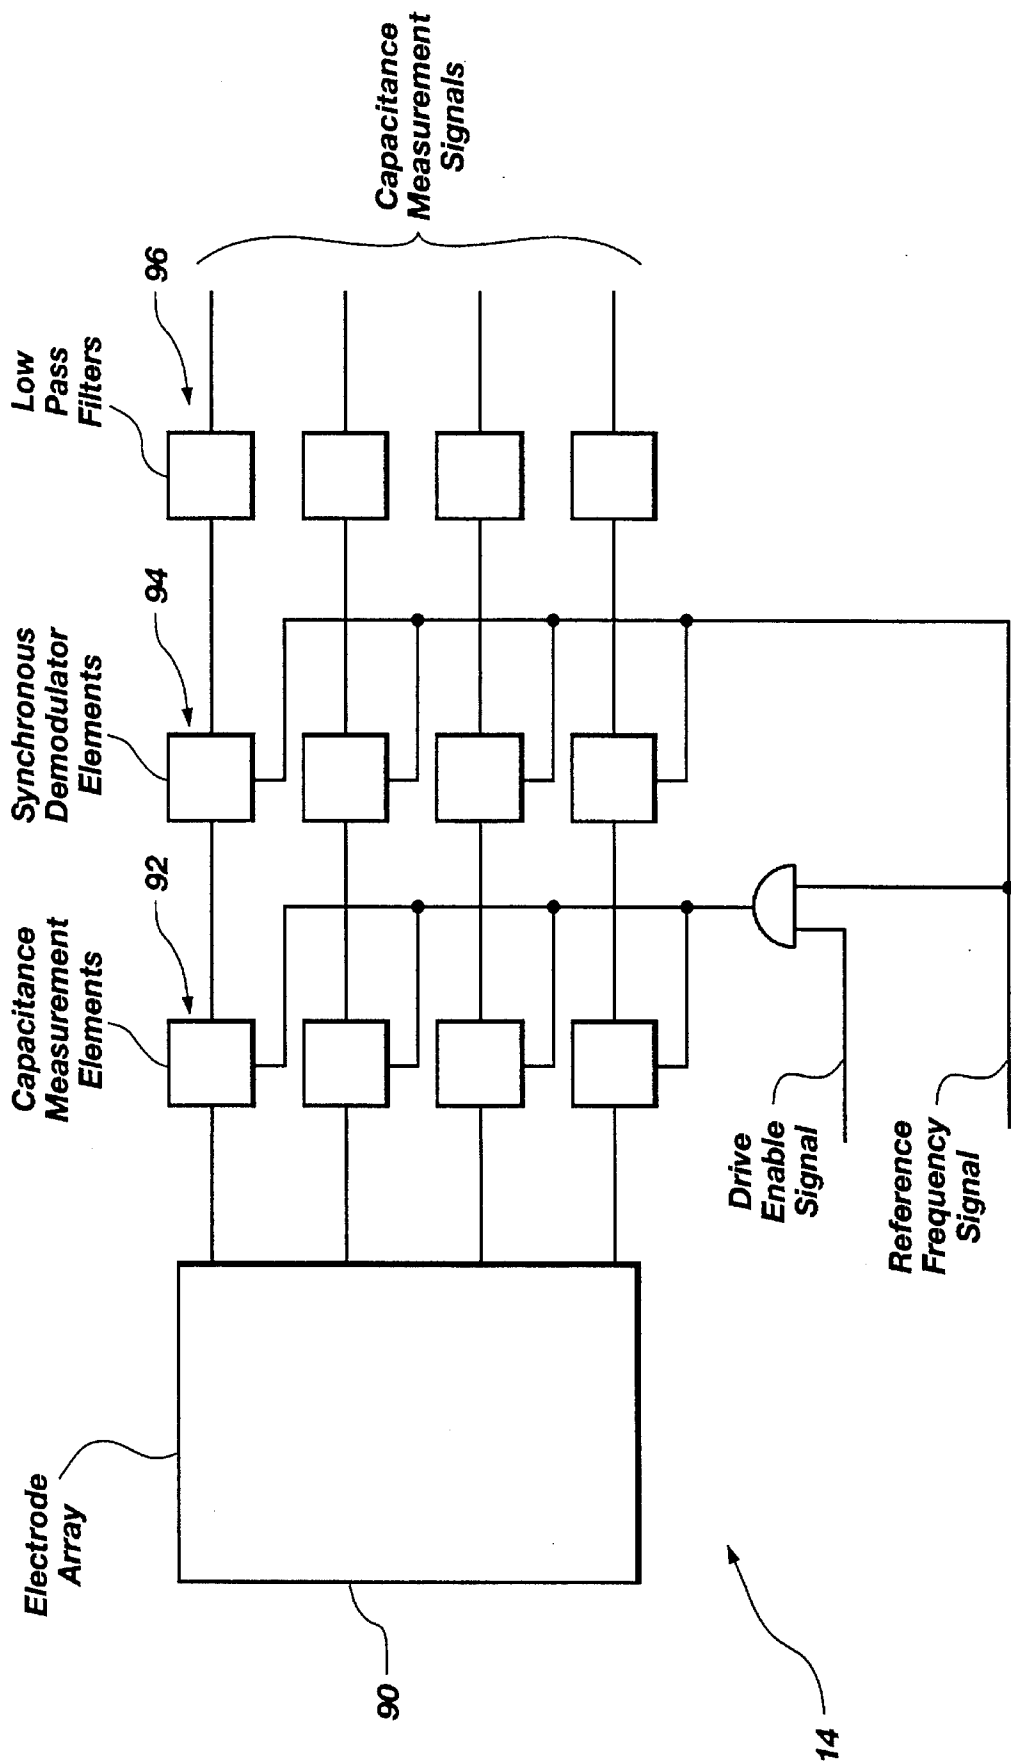 Electrode
Array
Capacitance
Measurement
Elements
92
Synchronous
Demodulator
Elements
94
Low
Pass
Filters
96
Capacitance
Measurement
Signals
90
14
Drive
Enable
Signal
Reference
Frequency
Signal